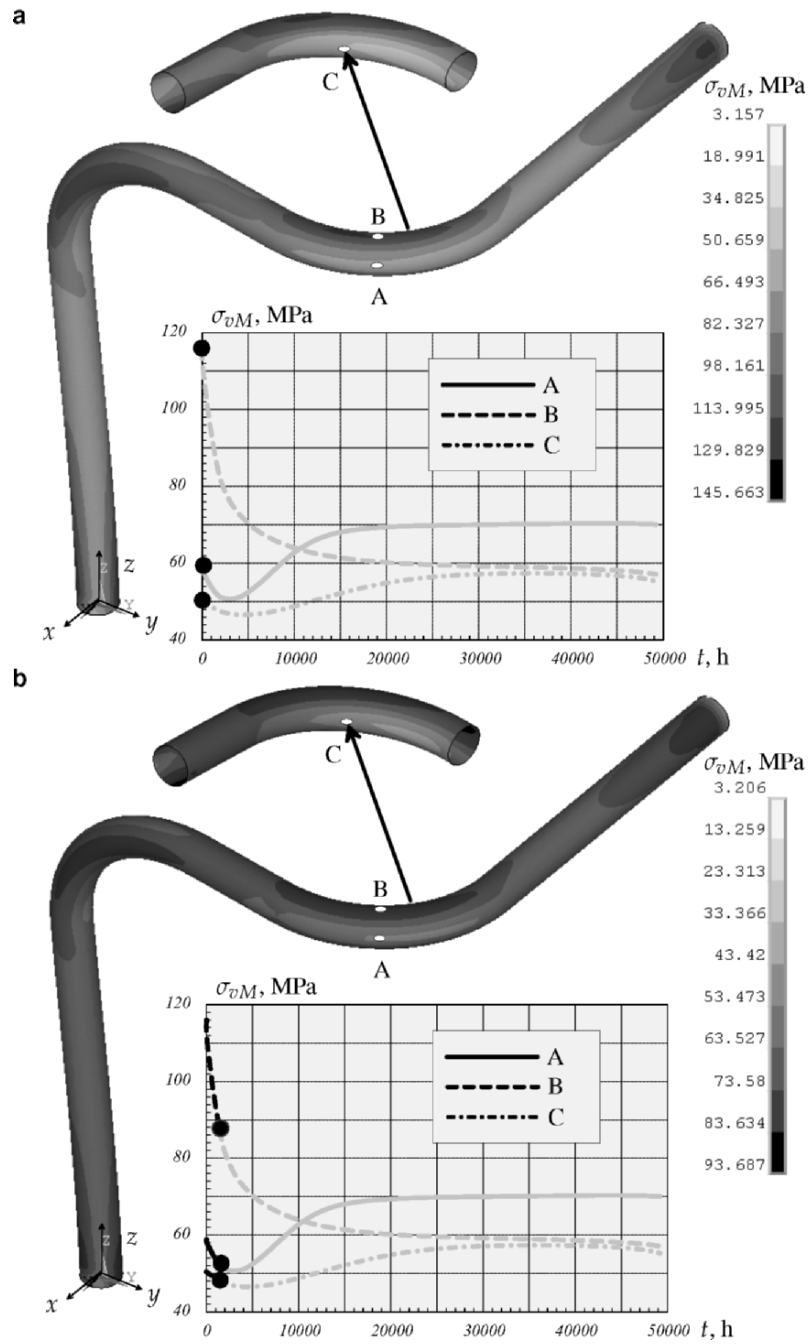 a
C
σvM, MPa
3.157
18.991
34.825
50.659
66.493
82.327
98.161
113.995
129.829
145.663
B
A
σvM, MPa
120
100
80
60
40
A
B
C
0 10000 20000 30000 40000 50000
t, h
z
Z
x
Y
y
b
C
σvM, MPa
3.206
13.259
23.313
33.366
43.42
53.473
63.527
73.58
83.634
93.687
B
A
σvM, MPa
120
100
80
60
40
A
B
C
0 10000 20000 30000 40000 50000
t, h
z
Z
x
Y
y